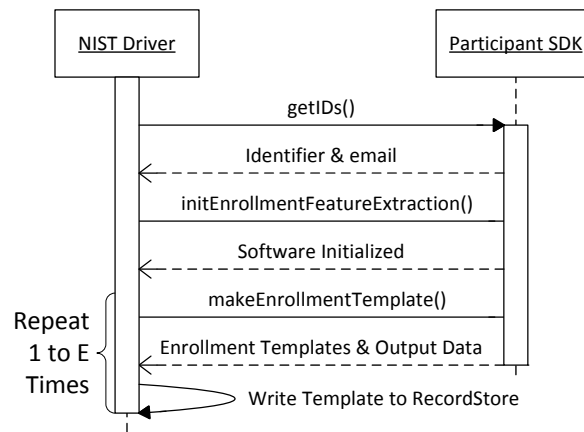 NIST Driver
Participant SDK
getIDs()
Identifier & email
initEnrollmentFeatureExtraction()
Software Initialized
makeEnrollmentTemplate()
Repeat
1 to E
Times
Enrollment Templates & Output Data
Write Template to RecordStore